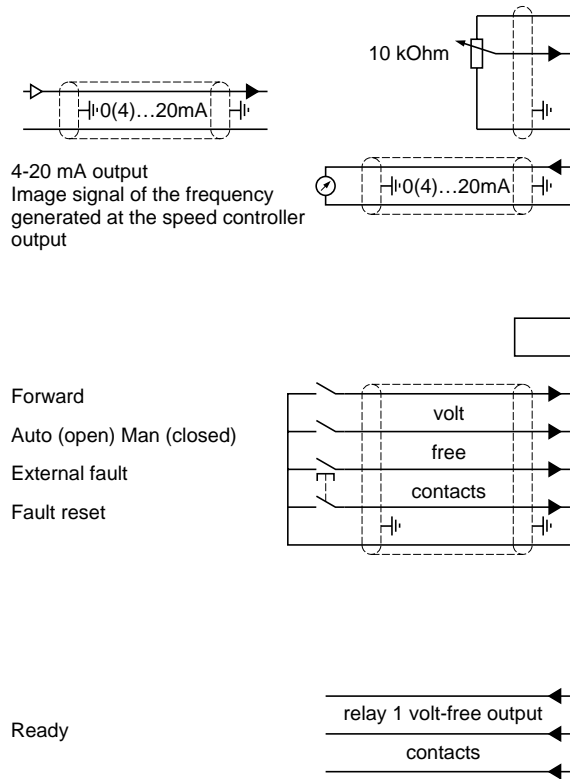 10 kOhm
0(4)…20mA
4-20 mA output
Image signal of the frequency
generated at the speed controller
output
0(4)…20mA
Forward
volt
Auto (open) Man (closed)
free
External fault
contacts
Fault reset
relay 1 volt-free output
Ready
contacts